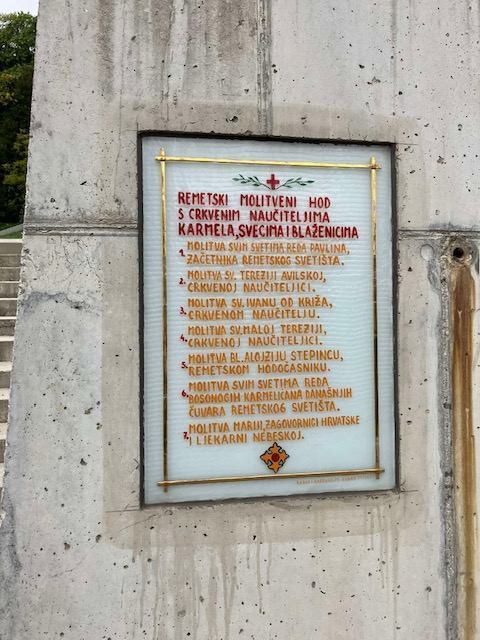 REMETSKI MOLITVENI HOD
S CRKVENIM NAUČITELJIMA
KARMELA, SVECIMA I BLAŽENICIMA
1. MOLITVA SVIM SVETIMA REDA PAVLINA,
ZAČETNIKA REMETSKOG SVETIŠTA.
2. MOLITVA SV. TEREZIJI AVILSKOJ,
CRKVENOJ NAUČITELJICI.
3. MOLITVA SV. IVANU OD KRIŽA,
CRKVENOM NAUČITELJU.
4. MOLITVA SV. MALOJ TEREZIJI,
CRKVENOJ NAUČITELJICI.
5. MOLITVA BL. ALOJZIJU STEPINCU,
REMETSKOM HODOČASNIKU.
6. MOLITVA SVIM SVETIMA REDA
BOSONOGIH KARMELIĆANA DANAŠNJIH
ČUVARA REMETSKOG SVETIŠTA.
7. MOLITVA MARIJI, ZAGOVORNICI HRVATSKE
I LJEKARNI NEBESKOJ.